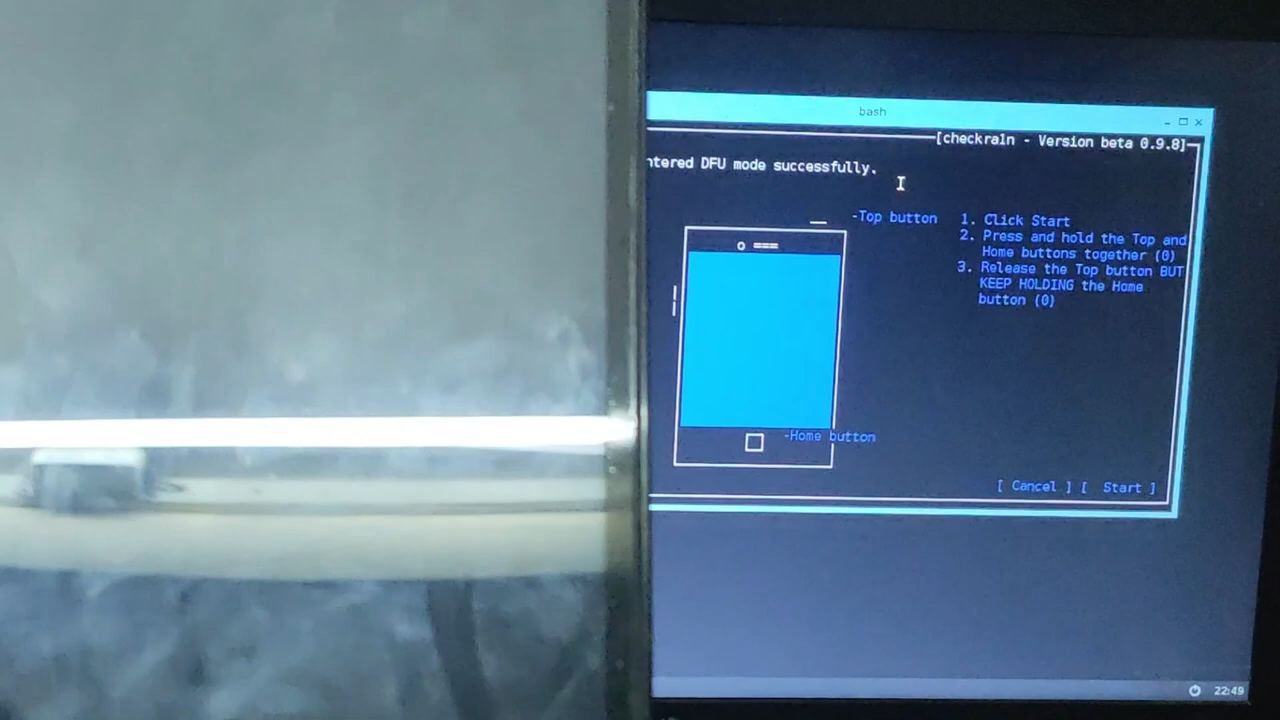 bash
[checkra1n - Version beta 0.9.8]
DFU mode successfully.
-Top button
1. Click Start
2. Press and hold the Top and
Home buttons together (0)
3. Release the Top button BUT
KEEP HOLDING the Home
button (0)
-Home button
[ Cancel ] [ Start ]
22:49